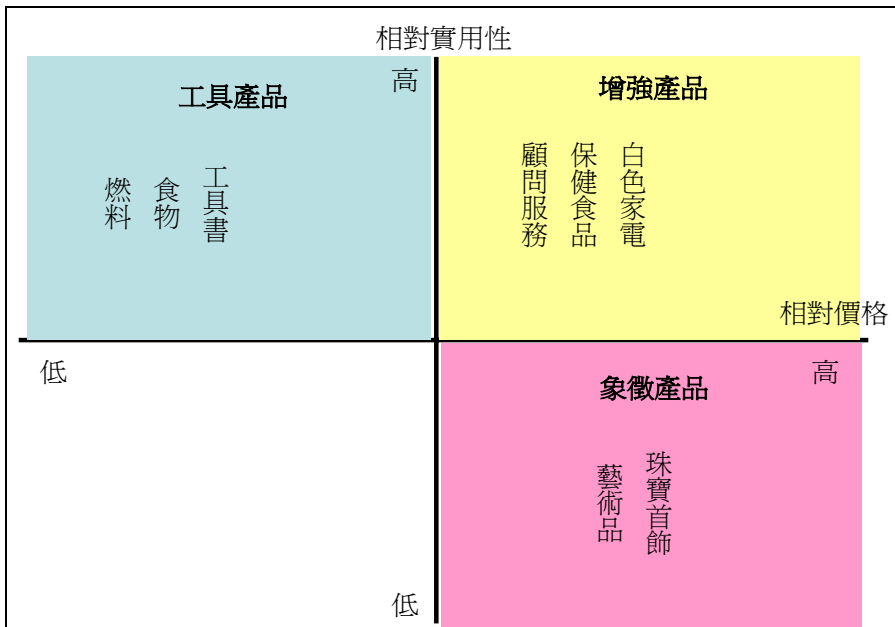 相對實用性
工具產品
高
增強產品
燃料
食物
工具書
顧問服務
保健食品
白色家電
相對價格
低
高
象徵產品
藝術品
珠寶首飾
低